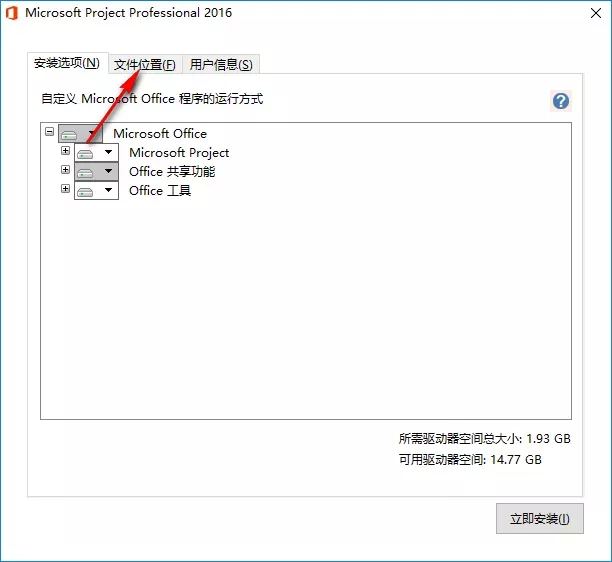 Microsoft Project Professional 2016
安装选项(N) 文件位置(F) 用户信息(S)
自定义 Microsoft Office 程序的运行方式
Microsoft Office
Microsoft Project
Office 共享功能
Office 工具
所需驱动器空间总大小: 1.93 GB
可用驱动器空间: 14.77 GB
立即安装(I)